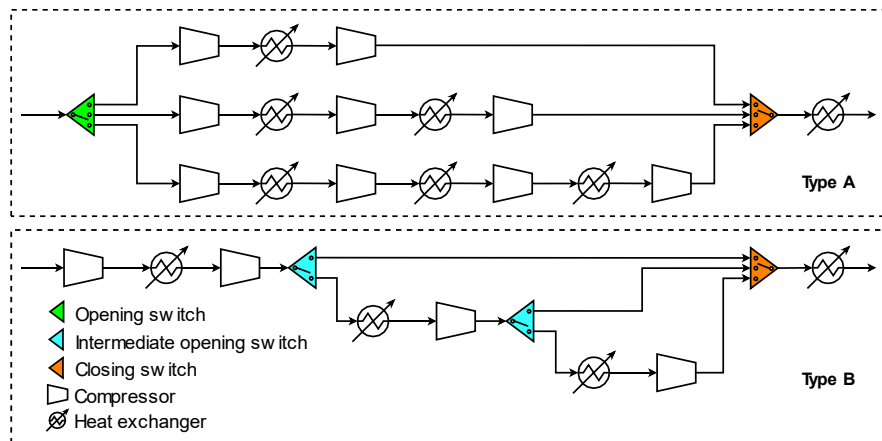 Type A
Opening switch
Intermediate opening switch
Closing switch
Compressor
Heat exchanger
Type B